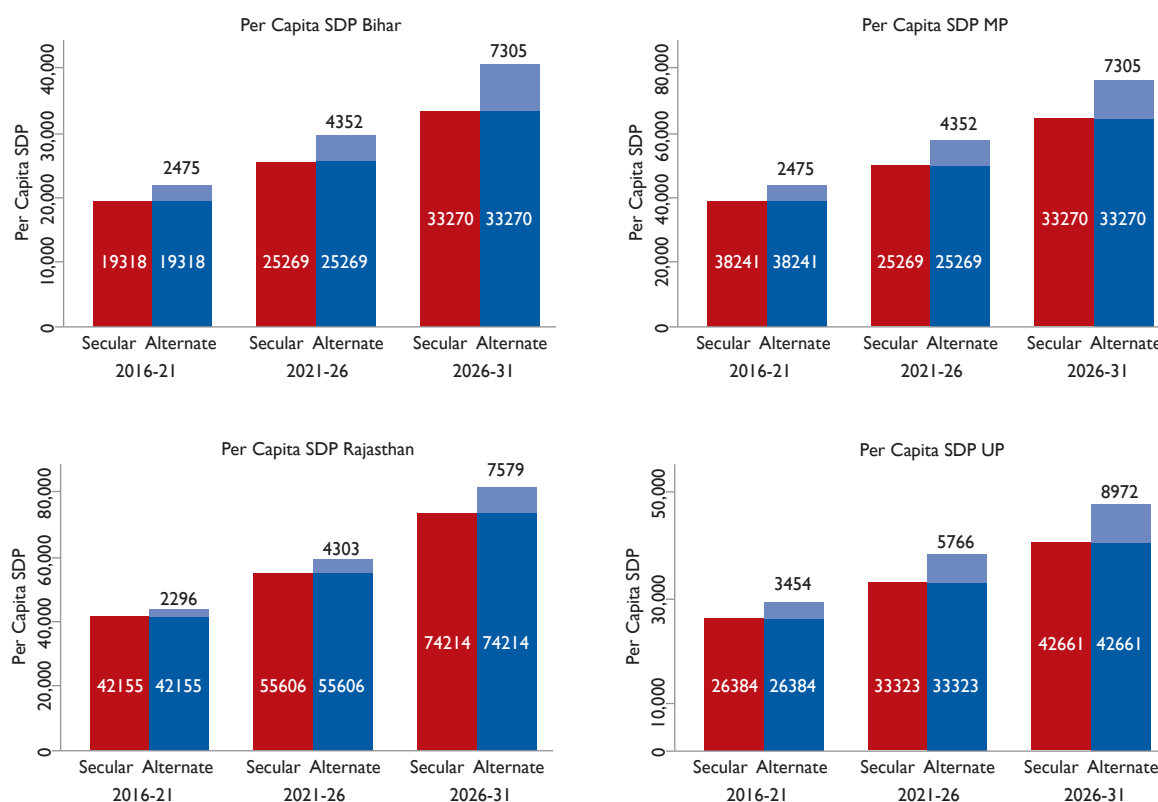 Per Capita SDP Bihar
Per Capita SDP
0
10,000
20,000
30,000
40,000
2475
4352
7305
19318 19318
25269 25269
33270 33270
Secular Alternate Secular Alternate Secular Alternate
2016-21 2021-26 2026-31
Per Capita SDP MP
Per Capita SDP
0
20,000
40,000
60,000
80,000
2475
4352
7305
38241 38241
25269 25269
33270 33270
Secular Alternate Secular Alternate Secular Alternate
2016-21 2021-26 2026-31
Per Capita SDP Rajasthan
Per Capita SDP
0
20,000
40,000
60,000
80,000
2296
4303
7579
42155 42155
55606 55606
74214 74214
Secular Alternate Secular Alternate Secular Alternate
2016-21 2021-26 2026-31
Per Capita SDP UP
Per Capita SDP
0
10,000
30,000
50,000
3454
5766
8972
26384 26384
33323 33323
42661 42661
Secular Alternate Secular Alternate Secular Alternate
2016-21 2021-26 2026-31